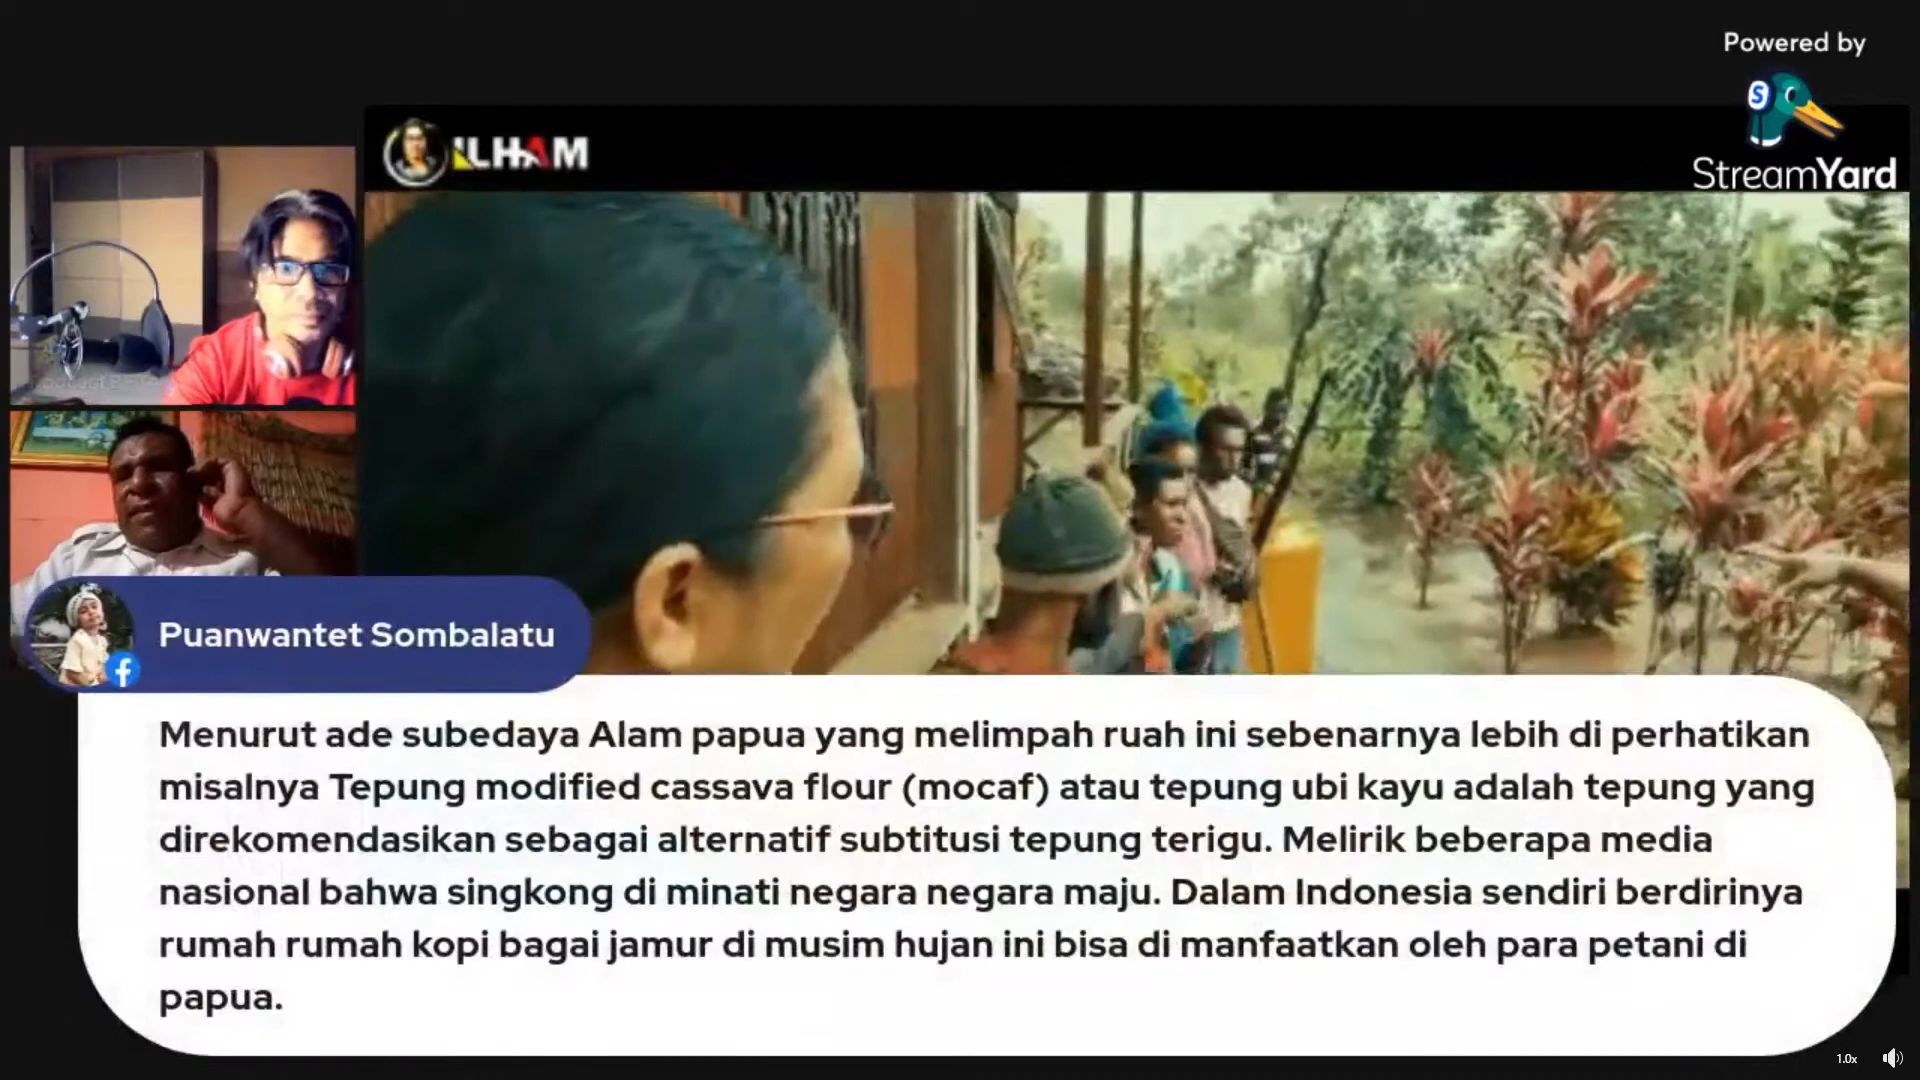 Powered by
StreamYard
ILHAM
Puanwantet Sombalatu
Menurut ade subedaya Alam papua yang melimpah ruah ini sebenarnya lebih di perhatikan
misalnya Tepung modified cassava flour (mocaf) atau tepung ubi kayu adalah tepung yang
direkomendasikan sebagai alternatif subtitusi tepung terigu. Melirik beberapa media
nasional bahwa singkong di minati negara negara maju. Dalam Indonesia sendiri berdirinya
rumah rumah kopi bagai jamur di musim hujan ini bisa di manfaatkan oleh para petani di
papua.
1.0x